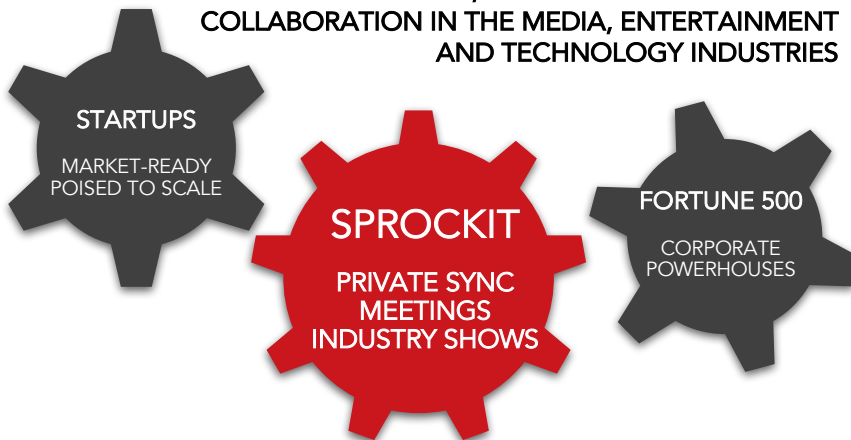 COLLABORATION IN THE MEDIA, ENTERTAINMENT
AND TECHNOLOGY INDUSTRIES
STARTUPS
MARKET-READY
POISED TO SCALE
SPROCKIT
PRIVATE SYNC
MEETINGS
INDUSTRY SHOWS
FORTUNE 500
CORPORATE
POWERHOUSES